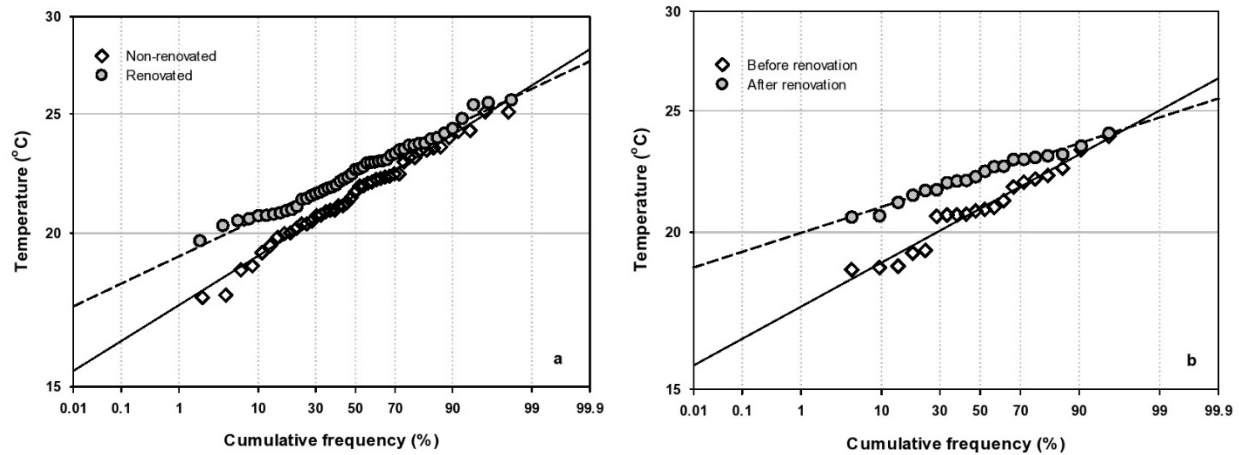 30
25
20
15
Temperature (°C)
Non-renovated
Renovated
a
0.01 0.1 1 10 30 50 70 90 99 99.9
Cumulative frequency (%)
30
25
20
15
Temperature (°C)
Before renovation
After renovation
b
0.01 0.1 1 10 30 50 70 90 99 99.9
Cumulative frequency (%)